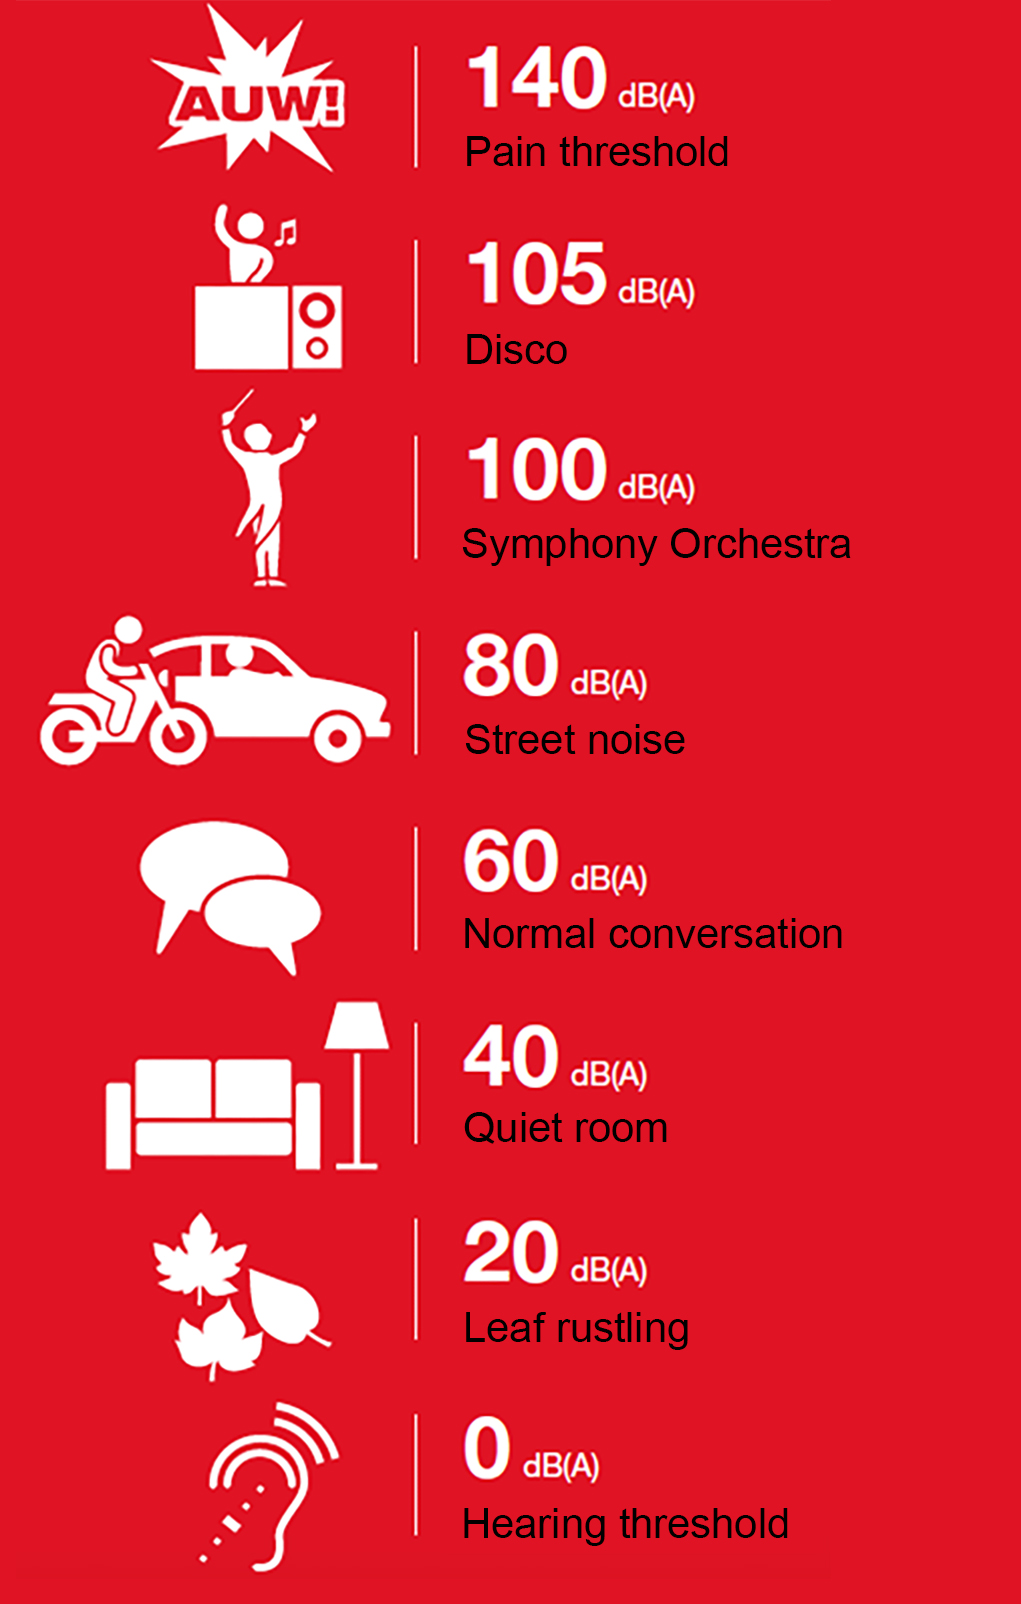 AUW!
140 dB(A)
Pain threshold
105 dB(A)
Disco
100 dB(A)
Symphony Orchestra
80 dB(A)
Street noise
60 dB(A)
Normal conversation
40 dB(A)
Quiet room
20 dB(A)
Leaf rustling
0 dB(A)
Hearing threshold